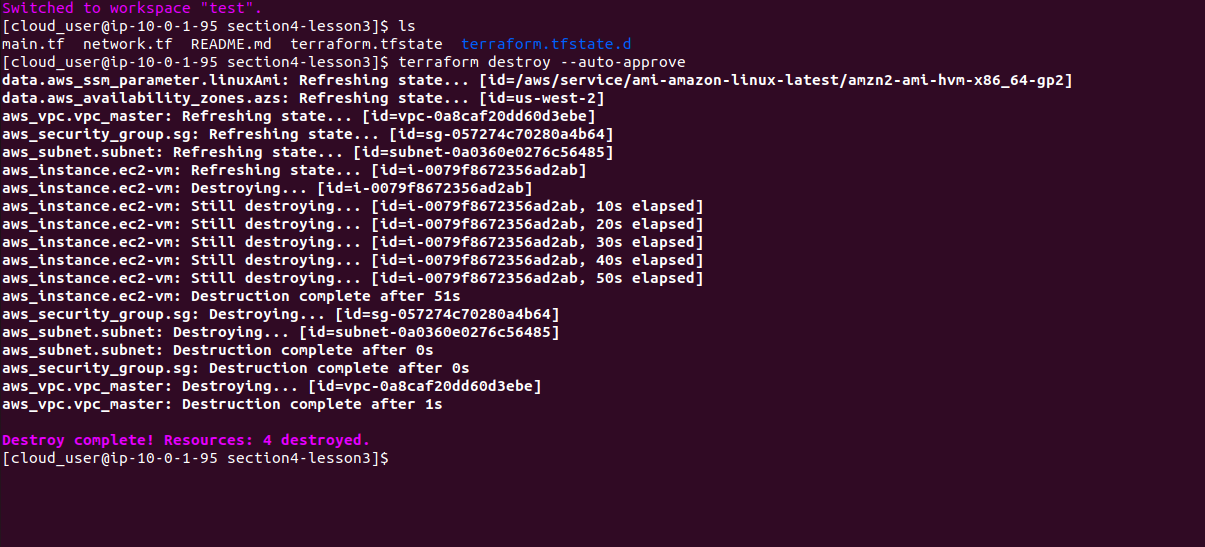 Switched to workspace "test".
[cloud_user@ip-10-0-1-95 section4-lesson3]$ ls
main.tf  network.tf  README.md  terraform.tfstate  terraform.tfstate.d
[cloud_user@ip-10-0-1-95 section4-lesson3]$ terraform destroy --auto-approve
data.aws_ssm_parameter.linuxAmi: Refreshing state... [id=/aws/service/ami-amazon-linux-latest/amzn2-ami-hvm-x86_64-gp2]
data.aws_availability_zones.azs: Refreshing state... [id=us-west-2]
aws_vpc.vpc_master: Refreshing state... [id=vpc-0a8caf20dd60d3ebe]
aws_security_group.sg: Refreshing state... [id=sg-057274c70280a4b64]
aws_subnet.subnet: Refreshing state... [id=subnet-0a0360e0276c56485]
aws_instance.ec2-vm: Refreshing state... [id=i-0079f8672356ad2ab]
aws_instance.ec2-vm: Destroying... [id=i-0079f8672356ad2ab]
aws_instance.ec2-vm: Still destroying... [id=i-0079f8672356ad2ab, 10s elapsed]
aws_instance.ec2-vm: Still destroying... [id=i-0079f8672356ad2ab, 20s elapsed]
aws_instance.ec2-vm: Still destroying... [id=i-0079f8672356ad2ab, 30s elapsed]
aws_instance.ec2-vm: Still destroying... [id=i-0079f8672356ad2ab, 40s elapsed]
aws_instance.ec2-vm: Still destroying... [id=i-0079f8672356ad2ab, 50s elapsed]
aws_instance.ec2-vm: Destruction complete after 51s
aws_security_group.sg: Destroying... [id=sg-057274c70280a4b64]
aws_subnet.subnet: Destroying... [id=subnet-0a0360e0276c56485]
aws_subnet.subnet: Destruction complete after 0s
aws_security_group.sg: Destruction complete after 0s
aws_vpc.vpc_master: Destroying... [id=vpc-0a8caf20dd60d3ebe]
aws_vpc.vpc_master: Destruction complete after 1s
Destroy complete! Resources: 4 destroyed.
[cloud_user@ip-10-0-1-95 section4-lesson3]$